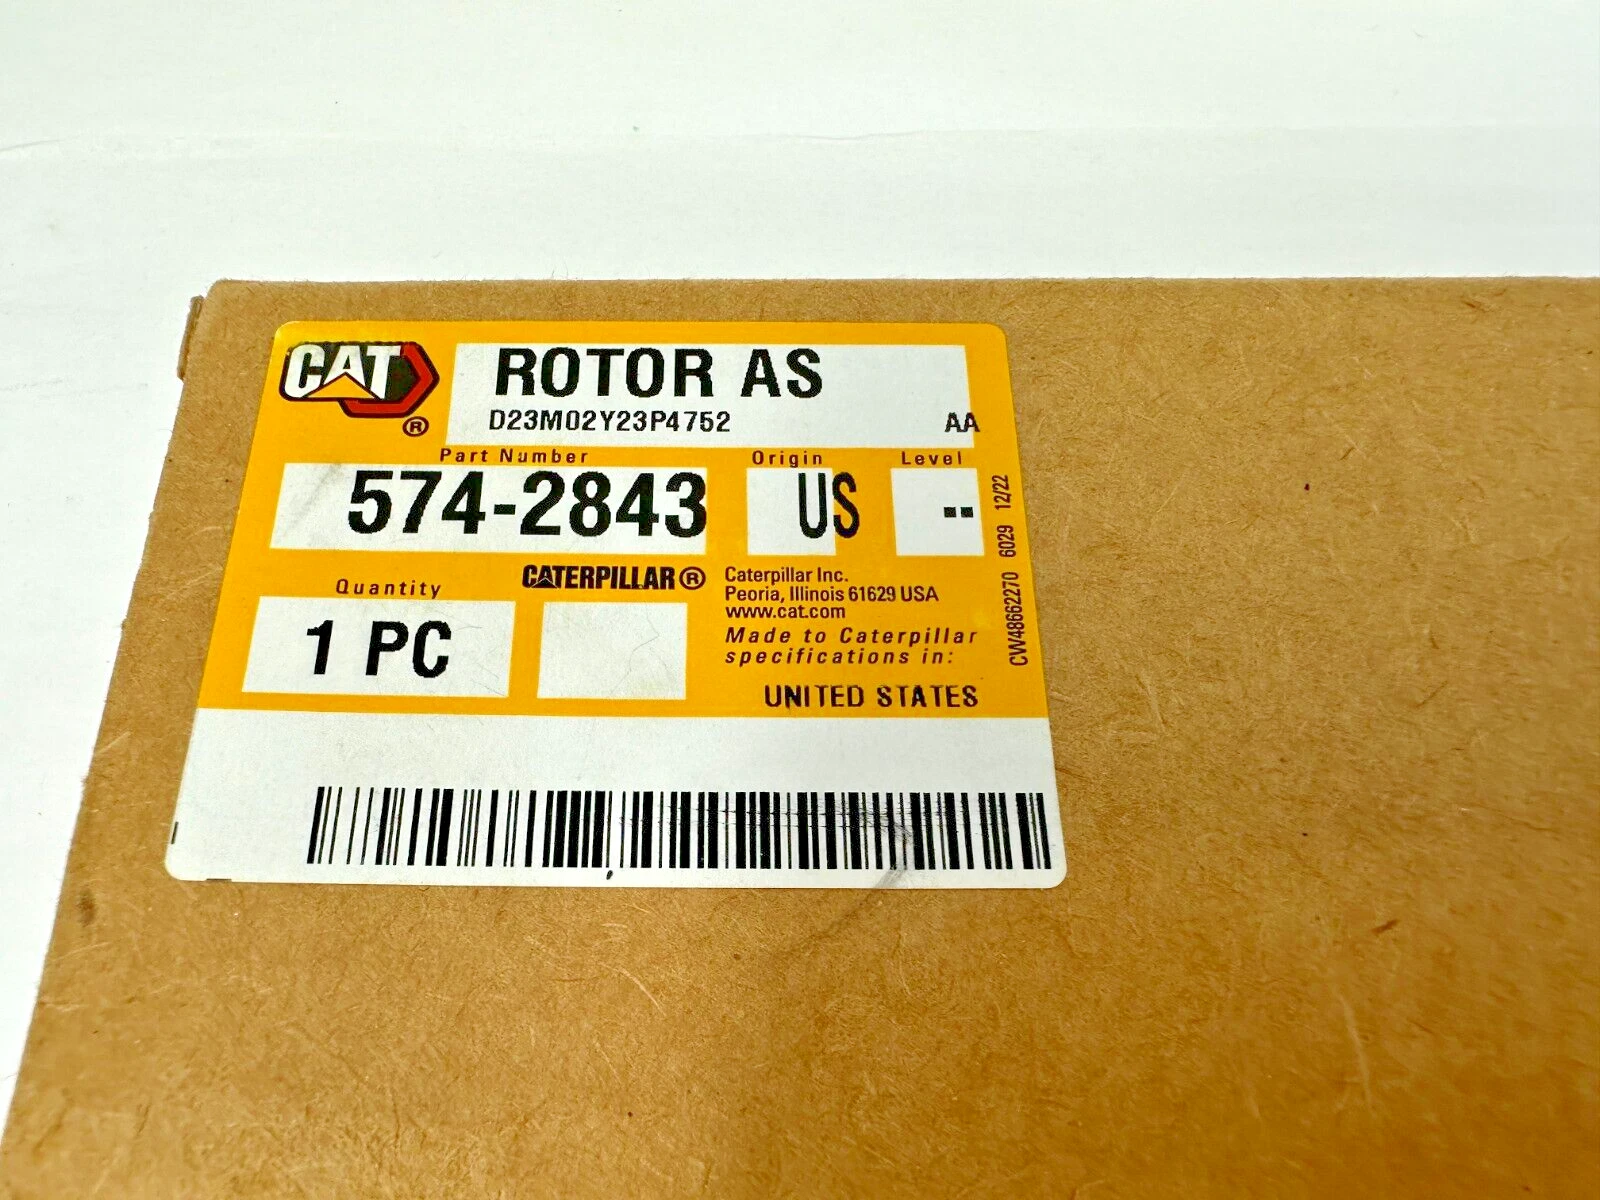 CAT
®
ROTOR AS
D23M02Y23P4752 AA
Part Number Origin Level
574-2843 US --
Quantity
1 PC
CATERPILLAR®
Caterpillar Inc.
Peoria, Illinois 61629 USA
www.cat.com
Made to Caterpillar
specifications in:
UNITED STATES
CW48662270 6029 12/22